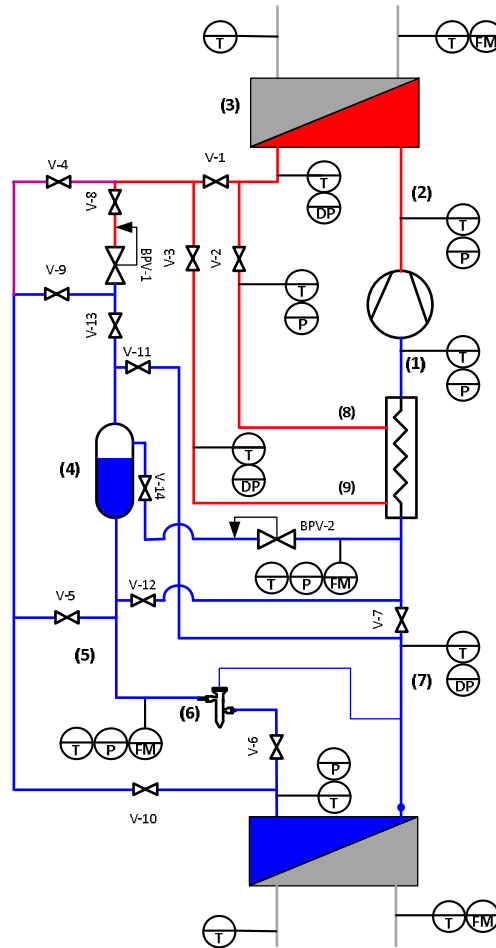 T
T FM
(3)
V-4
V-1
T
DP
(2)
V-8
T
P
BPV-1
V-3
V-2
V-9
T
P
V-13
(1)
T
P
V-11
(8)
(4)
T
DP
(9)
V-14
BPV-2
T P FM
V-12
V-5
V-7
(5)
T
DP
(7)
(6)
T P FM
V-6
P
T
V-10
T
T FM